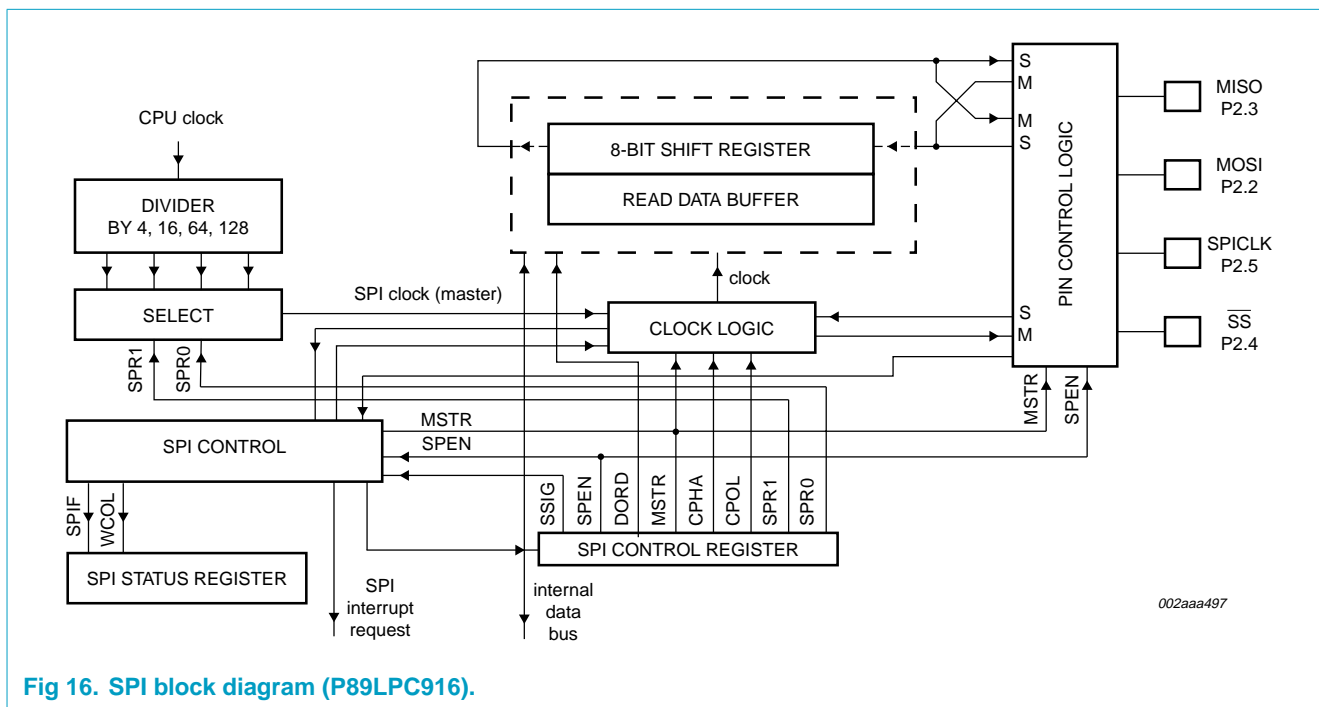 CPU clock
DIVIDER
BY 4, 16, 64, 128
SELECT
SPR1
SPR0
SPI clock (master)
8-BIT SHIFT REGISTER
READ DATA BUFFER
clock
CLOCK LOGIC
S
M
M
S
S
M
PIN CONTROL LOGIC
MISO
P2.3
MOSI
P2.2
SPICLK
P2.5
SS
P2.4
MSTR
SPEN
SPI CONTROL
MSTR
SPEN
SPIF
WCOL
SPI STATUS REGISTER
SPI
interrupt
request
SSIG
SPEN
DORD
MSTR
CPHA
CPOL
SPR1
SPR0
SPI CONTROL REGISTER
internal
data
bus
002aaa497
Fig 16. SPI block diagram (P89LPC916).